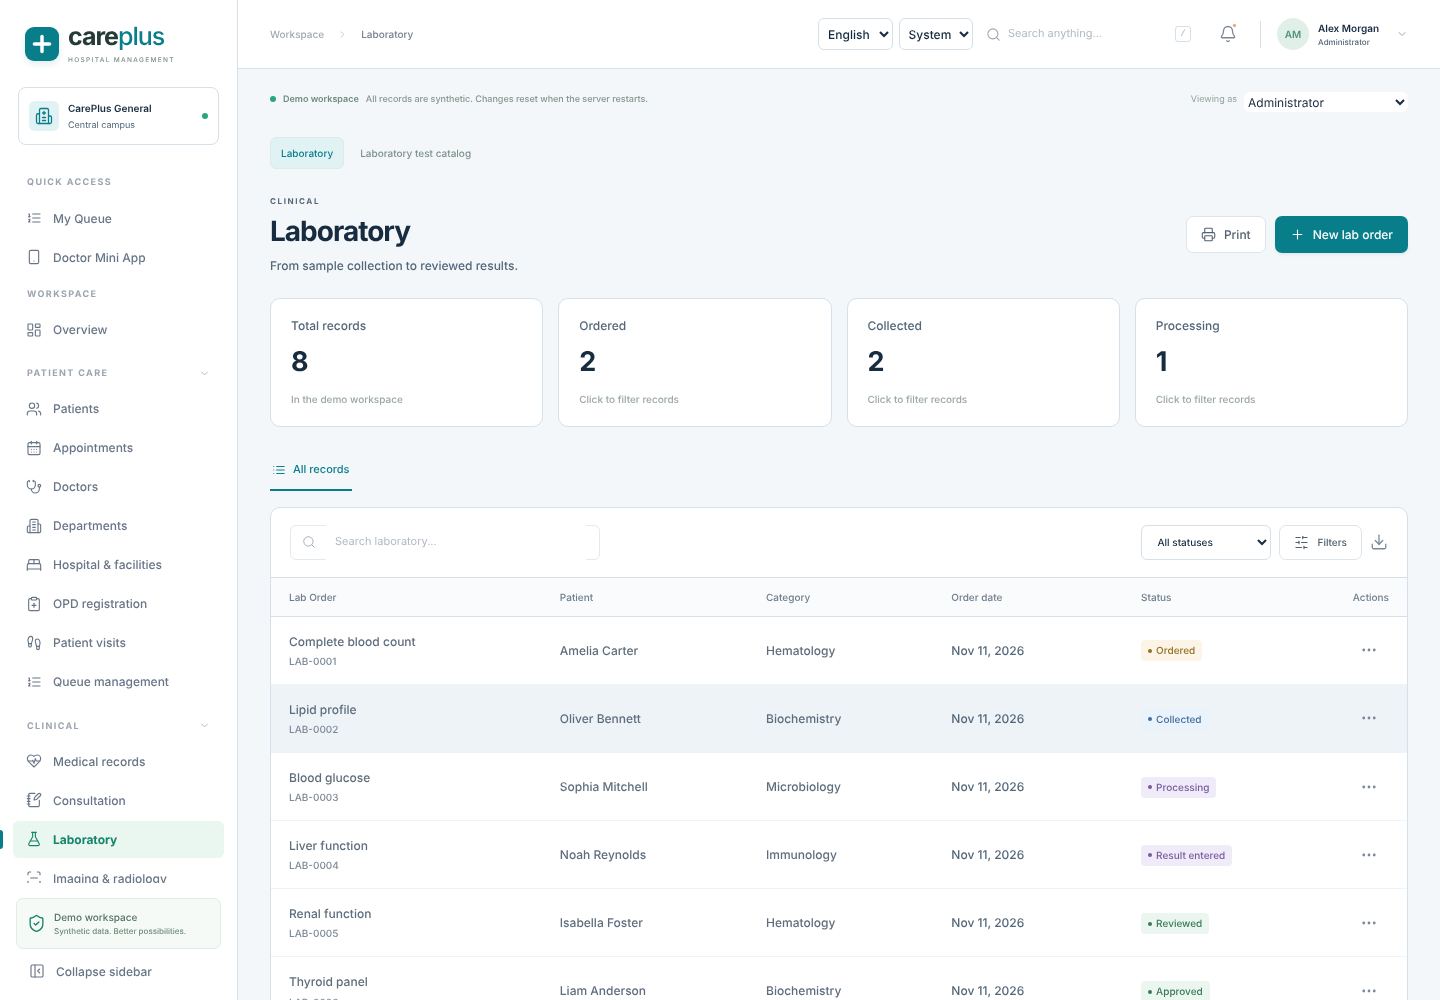 careplus
HOSPITAL MANAGEMENT
CarePlus General
Central campus
QUICK ACCESS
My Queue
Doctor Mini App
WORKSPACE
Overview
PATIENT CARE
Patients
Appointments
Doctors
Departments
Hospital & facilities
OPD registration
Patient visits
Queue management
CLINICAL
Medical records
Consultation
Laboratory
Imaging & radiology
Demo workspace
Synthetic data. Better possibilities.
Collapse sidebar
Workspace > Laboratory
English
System
Search anything...
/
AM
Alex Morgan
Administrator
Demo workspace All records are synthetic. Changes reset when the server restarts.
Viewing as Administrator
Laboratory
Laboratory test catalog
CLINICAL
Laboratory
From sample collection to reviewed results.
Print
New lab order
Total records
8
In the demo workspace
Ordered
2
Click to filter records
Collected
2
Click to filter records
Processing
1
Click to filter records
All records
Search laboratory...
All statuses
Filters
Lab Order Patient Category Order date Status Actions
Complete blood count
LAB-0001
Amelia Carter Hematology Nov 11, 2026 Ordered
Lipid profile
LAB-0002
Oliver Bennett Biochemistry Nov 11, 2026 Collected
Blood glucose
LAB-0003
Sophia Mitchell Microbiology Nov 11, 2026 Processing
Liver function
LAB-0004
Noah Reynolds Immunology Nov 11, 2026 Result entered
Renal function
LAB-0005
Isabella Foster Hematology Nov 11, 2026 Reviewed
Thyroid panel
Liam Anderson Biochemistry Nov 11, 2026 Approved